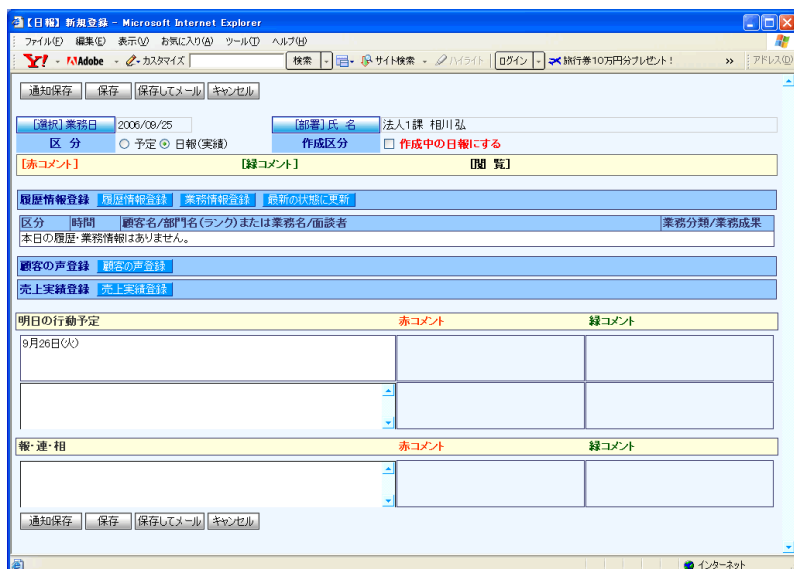 【日報】新規登録 - Microsoft Internet Explorer
ファイル(F) 編集(E) 表示(V) お気に入り(A) ツール(T) ヘルプ(H)
Y! Adobe カスタマイズ 検索 サイト検索 ハイライト ログイン 旅行券10万円分プレゼント! » アドレス(D)
通知保存 保存 保存してメール キャンセル
[選択]業務日 2006/09/25 [部署]氏 名 法人1課 相川弘
区 分 予定 日報(実績) 作成区分 作成中の日報にする
[赤コメント] [緑コメント] [閲 覧]
履歴情報登録 履歴情報登録 業務情報登録 最新の状態に更新
区分 時間 顧客名/部門名(ランク)または業務名/面談者 業務分類/業務成果
本日の履歴・業務情報はありません。
顧客の声登録 顧客の声登録
売上実績登録 売上実績登録
明日の行動予定 赤コメント 緑コメント
9月26日(火)
報・連・相 赤コメント 緑コメント
通知保存 保存 保存してメール キャンセル
インターネット